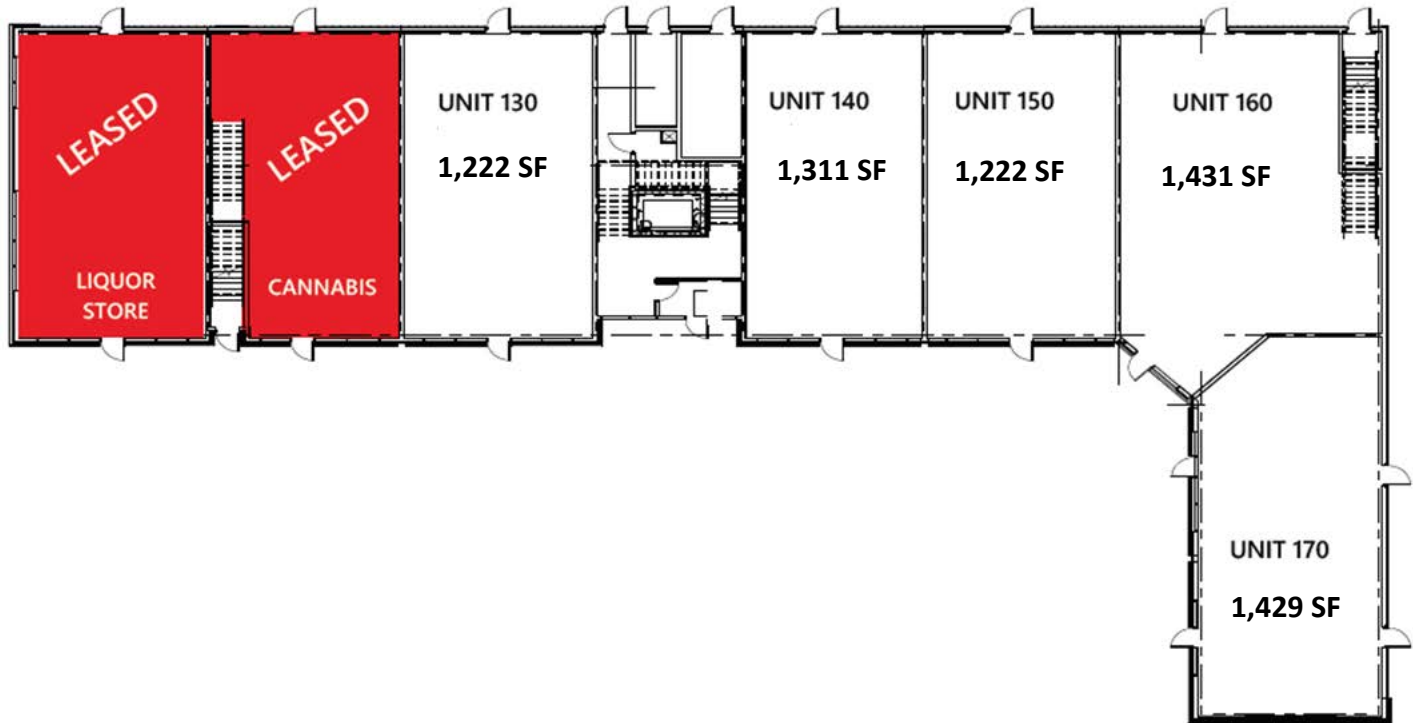 LEASED
LIQUOR
STORE
LEASED
CANNABIS
UNIT 130
1,222 SF
UNIT 140
1,311 SF
UNIT 150
1,222 SF
UNIT 160
1,431 SF
UNIT 170
1,429 SF